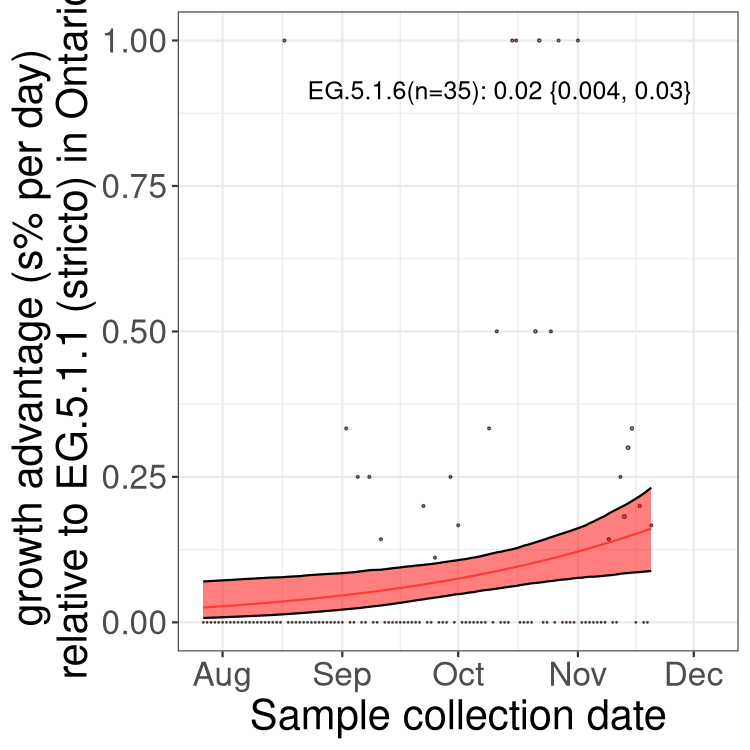 growth advantage (s% per day)
relative to EG.5.1.1 (stricto) in Ontario
1.00
0.75
0.50
0.25
0.00
EG.5.1.6(n=35): 0.02 {0.004, 0.03}
Aug Sep Oct Nov Dec
Sample collection date